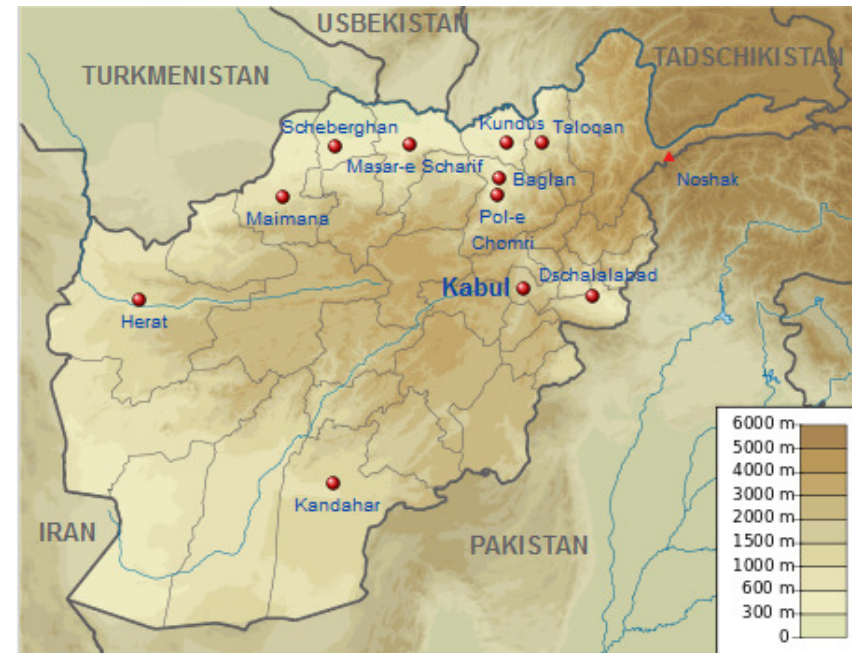 USBEKISTAN
TADSCHIKISTAN
TURKMENISTAN
Scheberghan
Kundus
Taloqan
Masar-e Scharif
Baglan
Noshak
Maimana
Pol-e
Chomri
Kabul
Dschalalabad
Herat
Kandahar
IRAN
PAKISTAN
6000 m
5000 m
4000 m
3000 m
2000 m
1500 m
1000 m
600 m
300 m
0